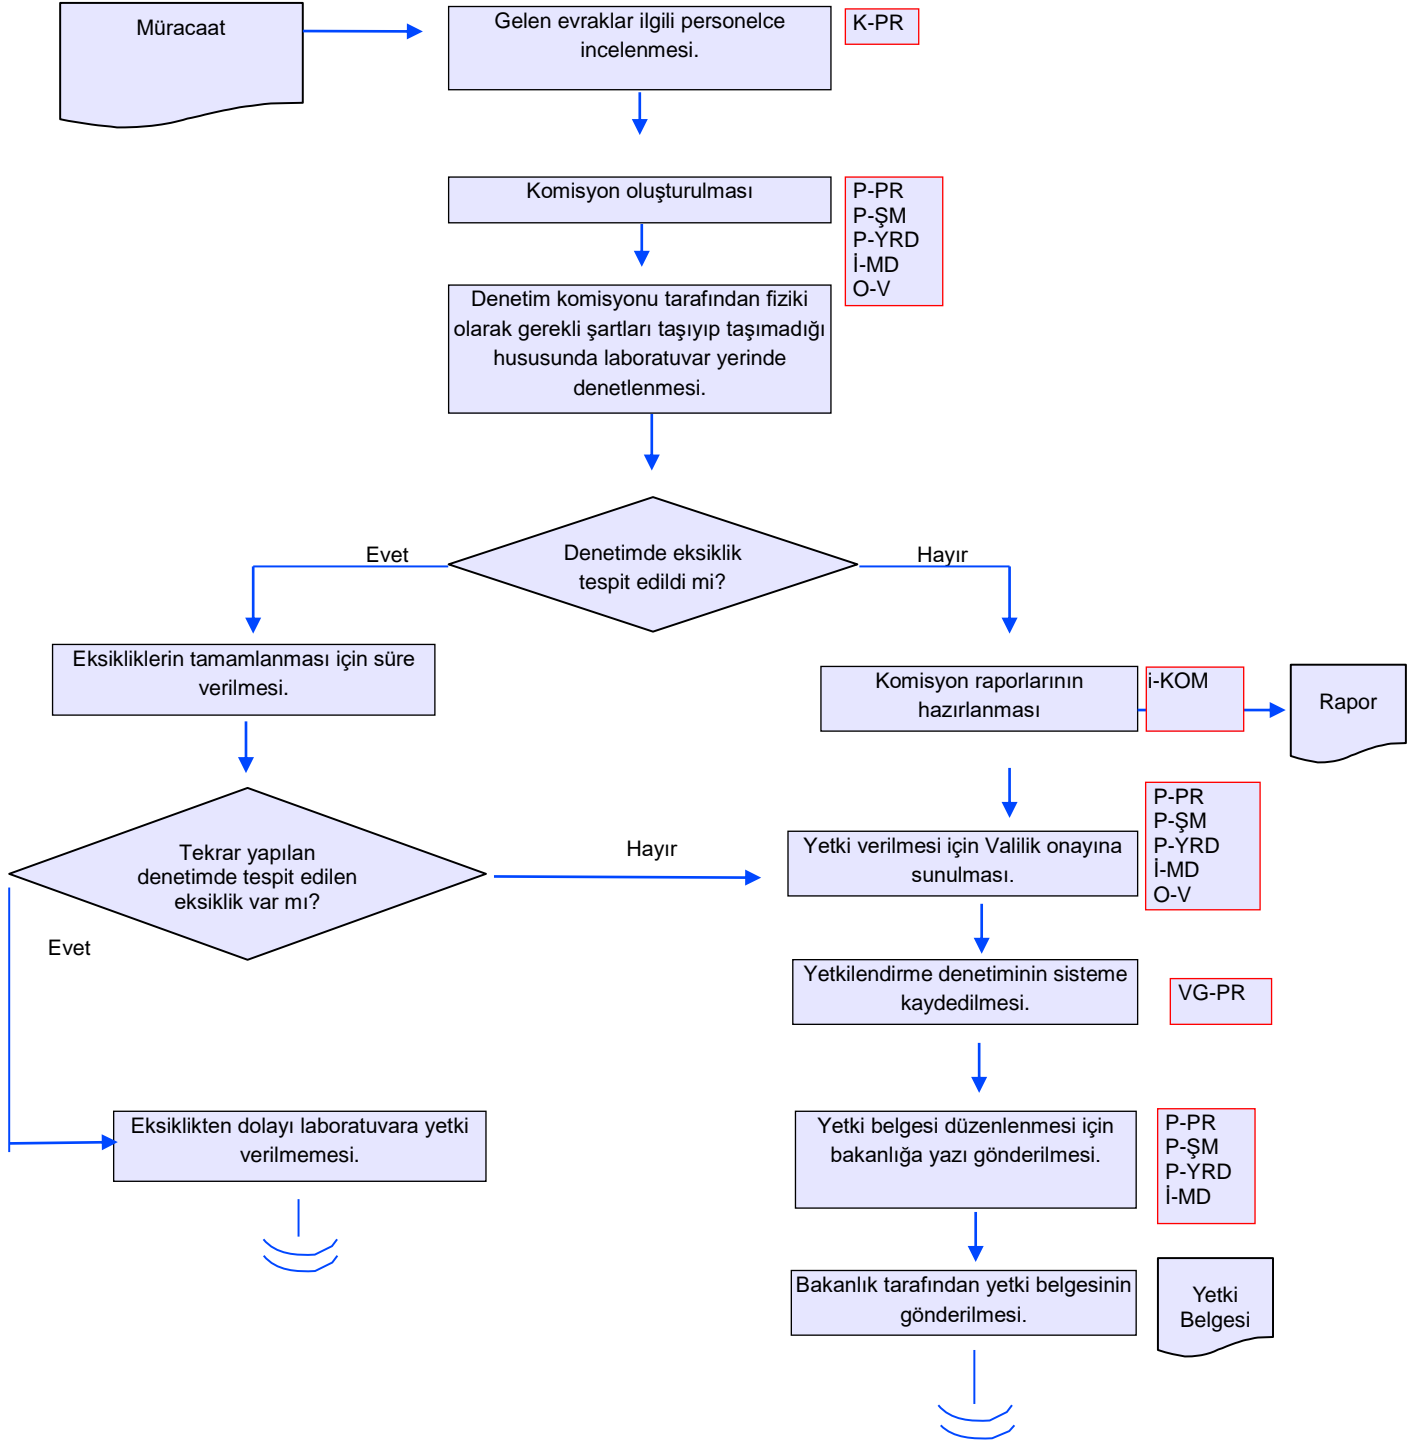 Müracaat
Gelen evraklar ilgili personelce
incelenmesi.
K-PR
Komisyon oluşturulması
P-PR
P-ŞM
P-YRD
İ-MD
O-V
Denetim komisyonu tarafından fiziki
olarak gerekli şartları taşıyıp taşımadığı
hususunda laboratuvar yerinde
denetlenmesi.
Denetimde eksiklik
tespit edildi mi?
Evet
Hayır
Eksikliklerin tamamlanması için süre
verilmesi.
Komisyon raporlarının
hazırlanması
i-KOM
Rapor
Tekrar yapılan
denetimde tespit edilen
eksiklik var mı?
Hayır
Evet
Yetki verilmesi için Valilik onayına
sunulması.
P-PR
P-ŞM
P-YRD
İ-MD
O-V
Yetkilendirme denetiminin sisteme
kaydedilmesi.
VG-PR
Eksiklikten dolayı laboratuvara yetki
verilmemesi.
Yetki belgesi düzenlenmesi için
bakanlığa yazı gönderilmesi.
P-PR
P-ŞM
P-YRD
İ-MD
Bakanlık tarafından yetki belgesinin
gönderilmesi.
Yetki
Belgesi